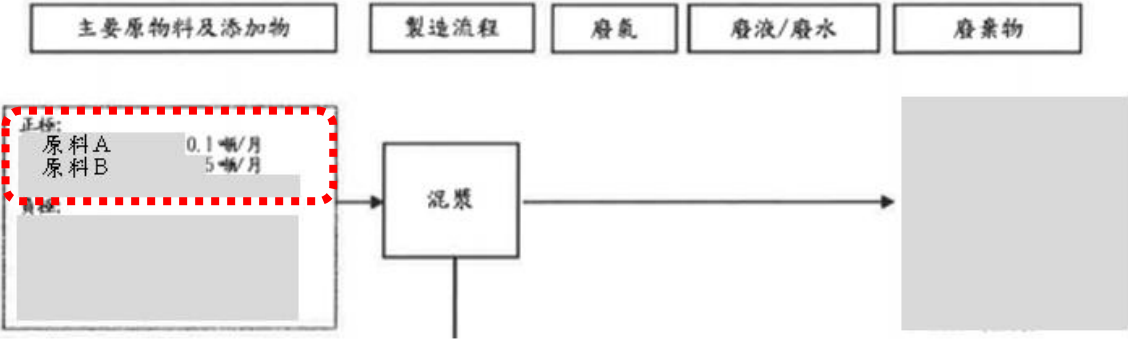 主要原物料及添加物
製造流程
廢氣
廢液/廢水
廢棄物
正極:
原料A 0.1噸/月
原料B 5噸/月
負極:
混漿